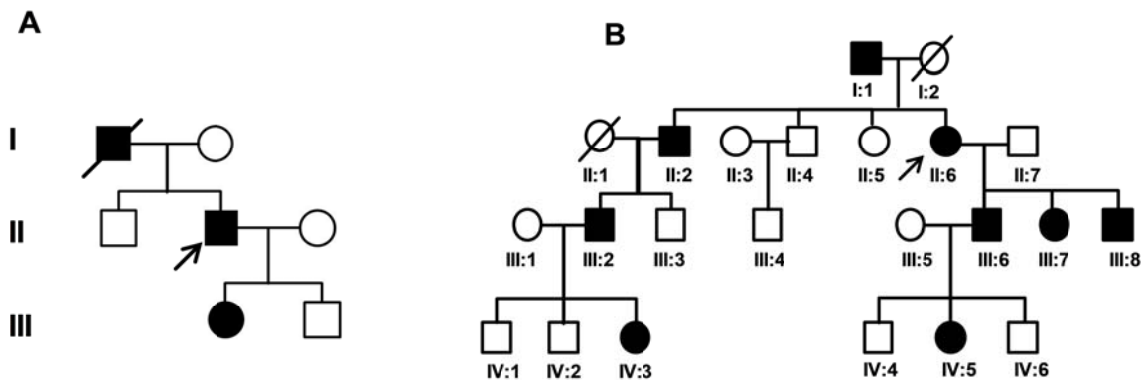 A
I
II
III
B
I:1 I:2
II:1 II:2 II:3 II:4 II:5 II:6 II:7
III:1 III:2 III:3 III:4 III:5 III:6 III:7 III:8
IV:1 IV:2 IV:3 IV:4 IV:5 IV:6